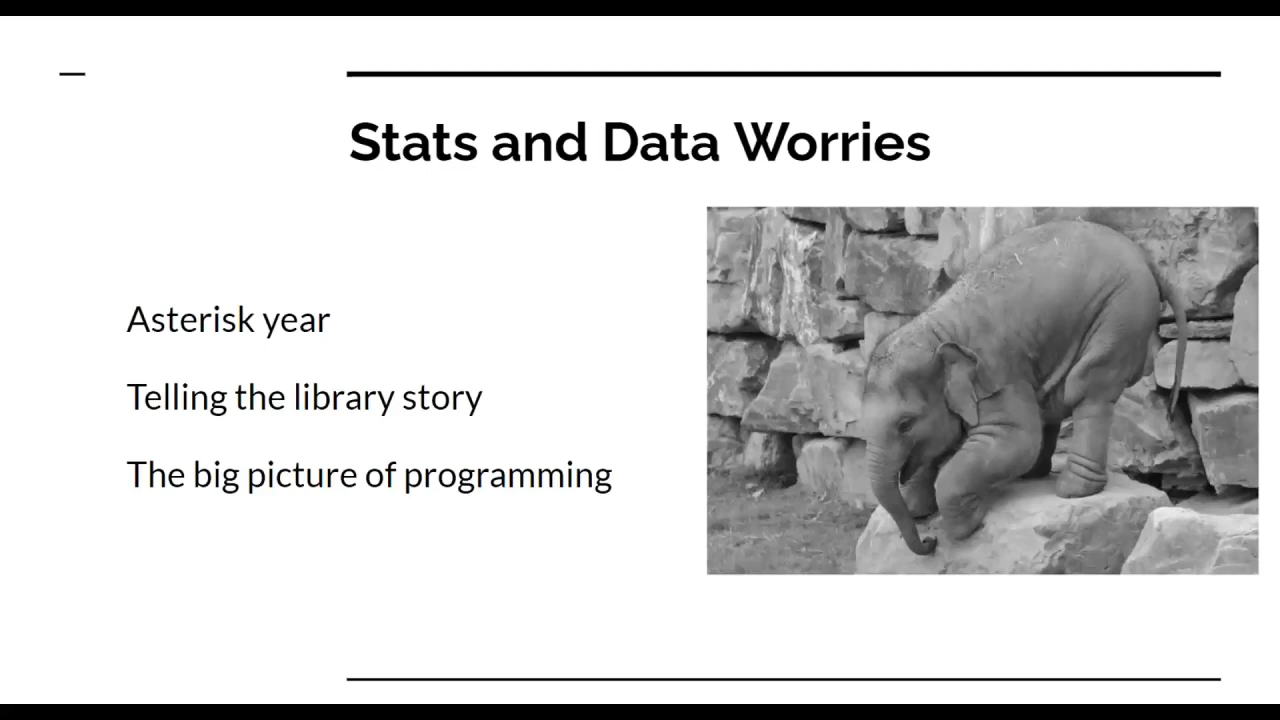 Stats and Data Worries
Asterisk year
Telling the library story
The big picture of programming